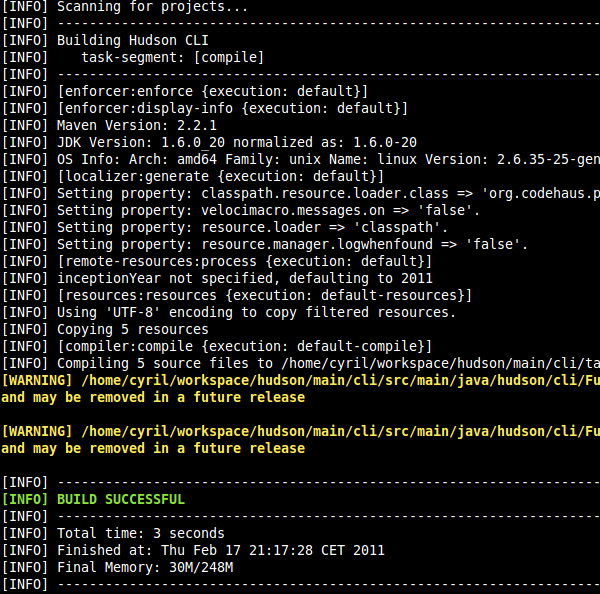 [INFO] Scanning for projects...
[INFO] --------------------------------------------------------------------
[INFO] Building Hudson CLI
[INFO]    task-segment: [compile]
[INFO] --------------------------------------------------------------------
[INFO] [enforcer:enforce {execution: default}]
[INFO] [enforcer:display-info {execution: default}]
[INFO] Maven Version: 2.2.1
[INFO] JDK Version: 1.6.0_20 normalized as: 1.6.0-20
[INFO] OS Info: Arch: amd64 Family: unix Name: linux Version: 2.6.35-25-gen
[INFO] [localizer:generate {execution: default}]
[INFO] Setting property: classpath.resource.loader.class => 'org.codehaus.p
[INFO] Setting property: velocimacro.messages.on => 'false'.
[INFO] Setting property: resource.loader => 'classpath'.
[INFO] Setting property: resource.manager.logwhenfound => 'false'.
[INFO] [remote-resources:process {execution: default}]
[INFO] inceptionYear not specified, defaulting to 2011
[INFO] [resources:resources {execution: default-resources}]
[INFO] Using 'UTF-8' encoding to copy filtered resources.
[INFO] Copying 5 resources
[INFO] [compiler:compile {execution: default-compile}]
[INFO] Compiling 5 source files to /home/cyril/workspace/hudson/main/cli/ta
[WARNING] /home/cyril/workspace/hudson/main/cli/src/main/java/hudson/cli/Fu
and may be removed in a future release
[WARNING] /home/cyril/workspace/hudson/main/cli/src/main/java/hudson/cli/Fu
and may be removed in a future release
[INFO] --------------------------------------------------------------------
[INFO] BUILD SUCCESSFUL
[INFO] --------------------------------------------------------------------
[INFO] Total time: 3 seconds
[INFO] Finished at: Thu Feb 17 21:17:28 CET 2011
[INFO] Final Memory: 30M/248M
[INFO] --------------------------------------------------------------------